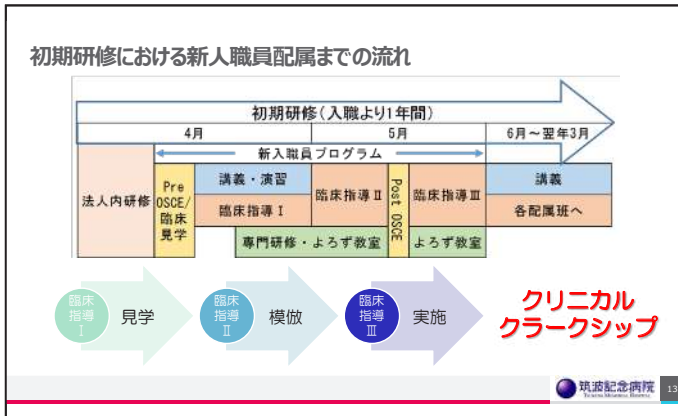 初期研修における新人職員配属までの流れ
初期研修(入職より1年間)
4月
5月
6月～翌年3月
新入職員プログラム
法人内研修
Pre
OSCE/
臨床
見学
講義・演習
臨床指導Ⅰ
臨床指導Ⅱ
Post OSCE
臨床指導Ⅲ
専門研修・よろず教室
よろず教室
講義
各配属班へ
臨床
指導
Ⅰ
見学
臨床
指導
Ⅱ
模倣
臨床
指導
Ⅲ
実施
クリニカル
クラークシップ
筑波記念病院
TSUKUBA MEMORIAL HOSPITAL
13